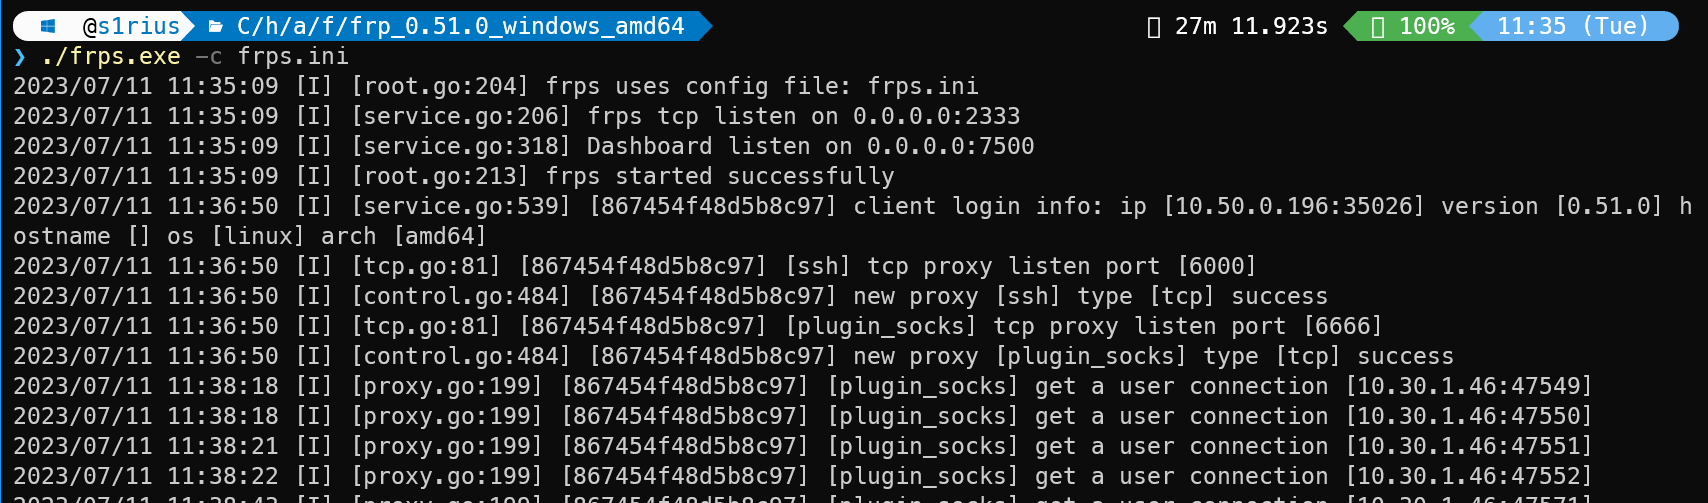 @s1rius C/h/a/f/frp_0.51.0_windows_amd64 27m 11.923s 100% 11:35 (Tue)
❯ ./frps.exe -c frps.ini
2023/07/11 11:35:09 [I] [root.go:204] frps uses config file: frps.ini
2023/07/11 11:35:09 [I] [service.go:206] frps tcp listen on 0.0.0.0:2333
2023/07/11 11:35:09 [I] [service.go:318] Dashboard listen on 0.0.0.0:7500
2023/07/11 11:35:09 [I] [root.go:213] frps started successfully
2023/07/11 11:36:50 [I] [service.go:539] [867454f48d5b8c97] client login info: ip [10.50.0.196:35026] version [0.51.0] h
ostname [] os [linux] arch [amd64]
2023/07/11 11:36:50 [I] [tcp.go:81] [867454f48d5b8c97] [ssh] tcp proxy listen port [6000]
2023/07/11 11:36:50 [I] [control.go:484] [867454f48d5b8c97] new proxy [ssh] type [tcp] success
2023/07/11 11:36:50 [I] [tcp.go:81] [867454f48d5b8c97] [plugin_socks] tcp proxy listen port [6666]
2023/07/11 11:36:50 [I] [control.go:484] [867454f48d5b8c97] new proxy [plugin_socks] type [tcp] success
2023/07/11 11:38:18 [I] [proxy.go:199] [867454f48d5b8c97] [plugin_socks] get a user connection [10.30.1.46:47549]
2023/07/11 11:38:18 [I] [proxy.go:199] [867454f48d5b8c97] [plugin_socks] get a user connection [10.30.1.46:47550]
2023/07/11 11:38:21 [I] [proxy.go:199] [867454f48d5b8c97] [plugin_socks] get a user connection [10.30.1.46:47551]
2023/07/11 11:38:22 [I] [proxy.go:199] [867454f48d5b8c97] [plugin_socks] get a user connection [10.30.1.46:47552]